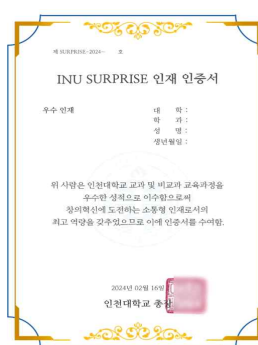 제 SURPRISE-2024- 호
INU SURPRISE 인재 인증서
우수 인재
대 학 :
학 과 :
성 명 :
생년월일 :
위 사람은 인천대학교 교과 및 비교과 교육과정을
우수한 성적으로 이수함으로써
창의혁신에 도전하는 소통형 인재로서의
최고 역량을 갖추었으므로 이에 인증서를 수여함.
2024년 02월 16일
인천대학교 총장